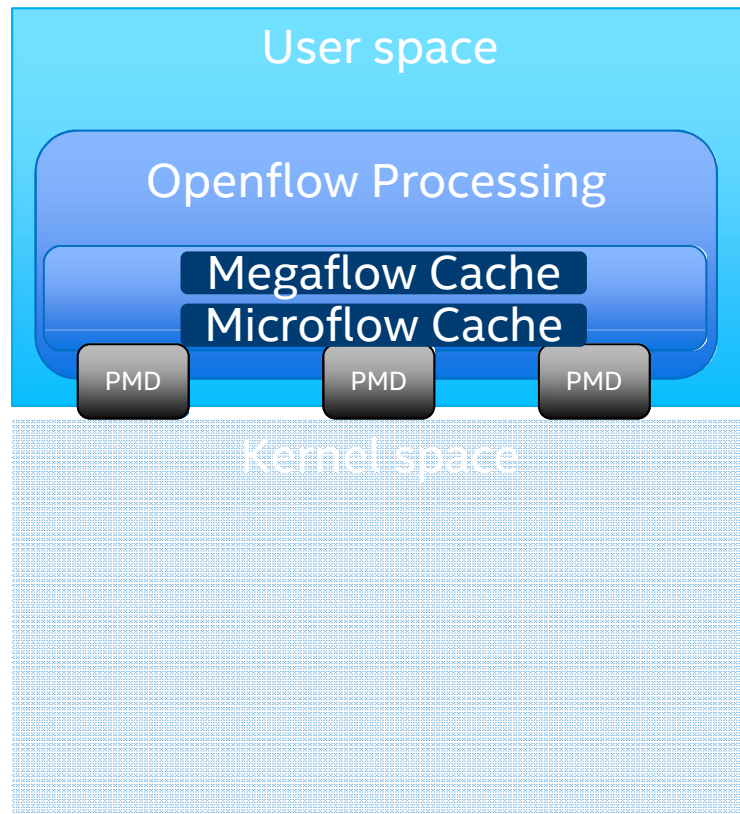 User space
Openflow Processing
Megaflow Cache
Microflow Cache
PMD PMD PMD
Kernel space